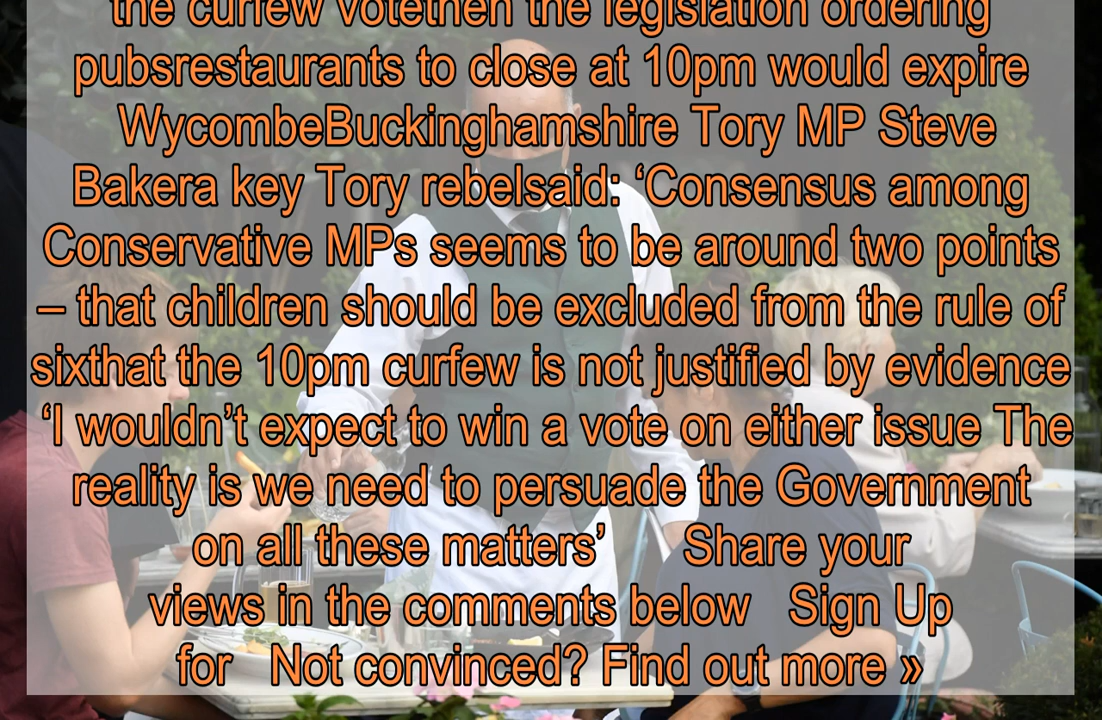 the curfew votethen the legislation ordering
pubsrestaurants to close at 10pm would expire
WycombeBuckinghamshire Tory MP Steve
Bakera key Tory rebelsaid: ‘Consensus among
Conservative MPs seems to be around two points
– that children should be excluded from the rule of
sixthat the 10pm curfew is not justified by evidence
‘I wouldn’t expect to win a vote on either issue The
reality is we need to persuade the Government
on all these matters’ Share your
views in the comments below Sign Up
for Not convinced? Find out more »